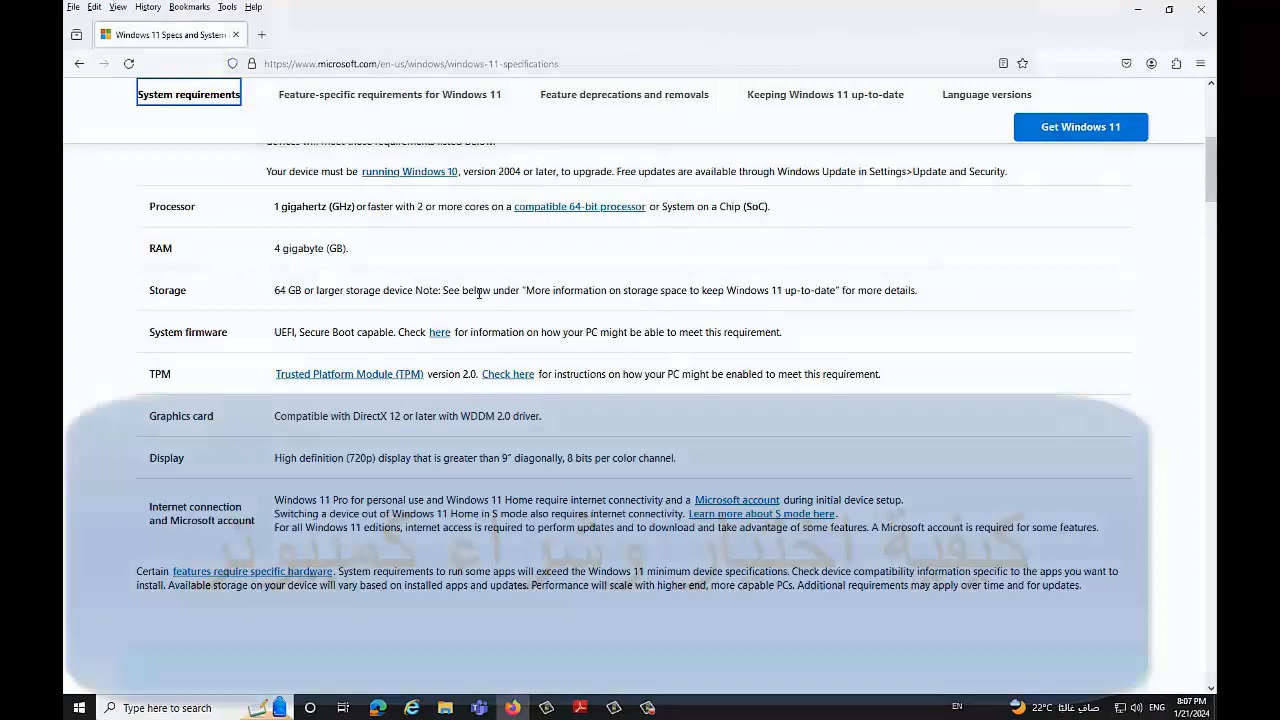 File Edit View History Bookmarks Tools Help
Windows 11 Specs and System
https://www.microsoft.com/en-us/windows/windows-11-specifications
System requirements Feature-specific requirements for Windows 11 Feature deprecations and removals Keeping Windows 11 up-to-date Language versions
Get Windows 11
devices will meet those requirements listed below.
Your device must be running Windows 10, version 2004 or later, to upgrade. Free updates are available through Windows Update in Settings>Update and Security.
Processor 1 gigahertz (GHz) or faster with 2 or more cores on a compatible 64-bit processor or System on a Chip (SoC).
RAM 4 gigabyte (GB).
Storage 64 GB or larger storage device Note: See below under “More information on storage space to keep Windows 11 up-to-date” for more details.
System firmware UEFI, Secure Boot capable. Check here for information on how your PC might be able to meet this requirement.
TPM Trusted Platform Module (TPM) version 2.0. Check here for instructions on how your PC might be enabled to meet this requirement.
Graphics card Compatible with DirectX 12 or later with WDDM 2.0 driver.
Display High definition (720p) display that is greater than 9” diagonally, 8 bits per color channel.
Internet connection and Microsoft account Windows 11 Pro for personal use and Windows 11 Home require internet connectivity and a Microsoft account during initial device setup.
Switching a device out of Windows 11 Home in S mode also requires internet connectivity. Learn more about S mode here.
For all Windows 11 editions, internet access is required to perform updates and to download and take advantage of some features. A Microsoft account is required for some features.
كيفية اختيار وشراء كمبيوتر
Certain features require specific hardware. System requirements to run some apps will exceed the Windows 11 minimum device specifications. Check device compatibility information specific to the apps you want to
install. Available storage on your device will vary based on installed apps and updates. Performance will scale with higher end, more capable PCs. Additional requirements may apply over time and for updates.
Type here to search
EN
22°C صافي غالبًا
ENG
8:07 PM
1/21/2024